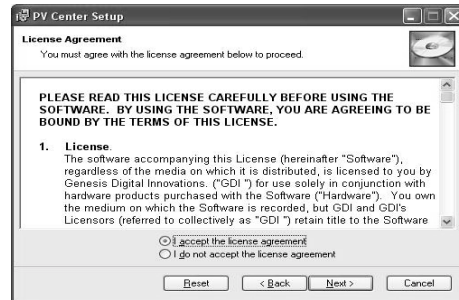 PV Center Setup
License Agreement
You must agree with the license agreement below to proceed.
PLEASE READ THIS LICENSE CAREFULLY BEFORE USING THE
SOFTWARE. BY USING THE SOFTWARE, YOU ARE AGREEING TO BE
BOUND BY THE TERMS OF THIS LICENSE.
1. License.
The software accompanying this License (hereinafter "Software"),
regardless of the media on which it is distributed, is licensed to you by
Genesis Digital Innovations. ("GDI ") for use solely in conjunction with
hardware products purchased with the Software ("Hardware"). You own
the medium on which the Software is recorded, but GDI and GDI's
Licensors (referred to collectively as "GDI ") retain title to the Software
I accept the license agreement
I do not accept the license agreement
Reset < Back Next > Cancel